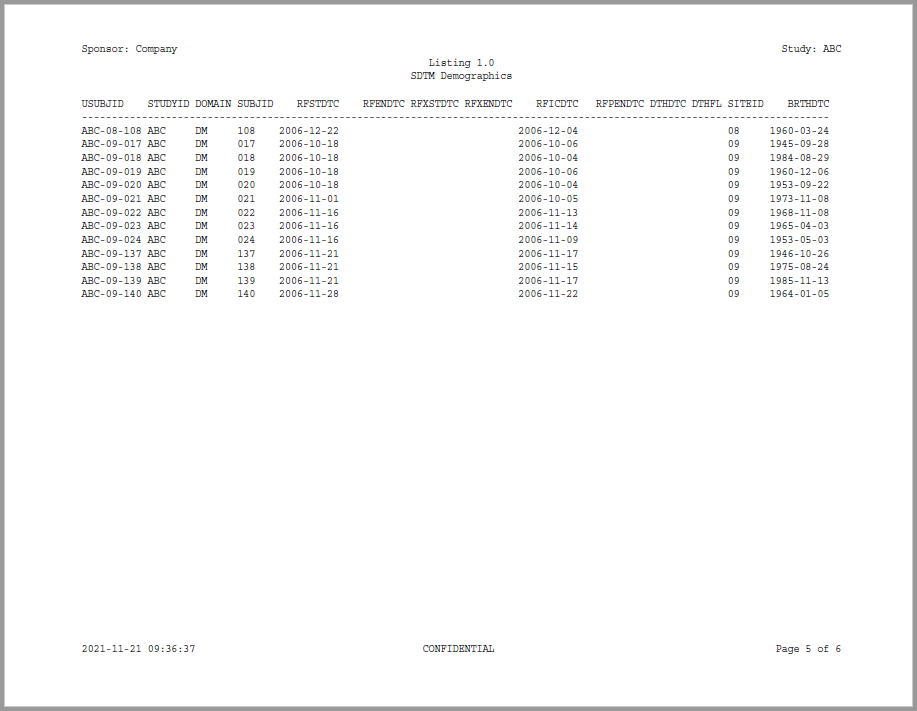 Sponsor: Company Study: ABC
Listing 1.0
SDTM Demographics
USUBJID STUDYID DOMAIN SUBJID RFSTDTC RFENDTC RFXSTDTC RFXENDTC RFICDTC RFPENDTC DTHDTC DTHFL SITEID BRTHDTC
ABC-08-108 ABC DM 108 2006-12-22 2006-12-04 08 1960-03-24
ABC-09-017 ABC DM 017 2006-10-18 2006-10-06 09 1945-09-28
ABC-09-018 ABC DM 018 2006-10-18 2006-10-04 09 1984-08-29
ABC-09-019 ABC DM 019 2006-10-18 2006-10-06 09 1960-12-06
ABC-09-020 ABC DM 020 2006-10-18 2006-10-04 09 1953-09-22
ABC-09-021 ABC DM 021 2006-11-01 2006-10-05 09 1973-11-08
ABC-09-022 ABC DM 022 2006-11-16 2006-11-13 09 1968-11-08
ABC-09-023 ABC DM 023 2006-11-16 2006-11-14 09 1965-04-03
ABC-09-024 ABC DM 024 2006-11-16 2006-11-09 09 1953-05-03
ABC-09-137 ABC DM 137 2006-11-21 2006-11-17 09 1946-10-26
ABC-09-138 ABC DM 138 2006-11-21 2006-11-15 09 1975-08-24
ABC-09-139 ABC DM 139 2006-11-21 2006-11-17 09 1985-11-13
ABC-09-140 ABC DM 140 2006-11-28 2006-11-22 09 1964-01-05
2021-11-21 09:36:37 CONFIDENTIAL Page 5 of 6